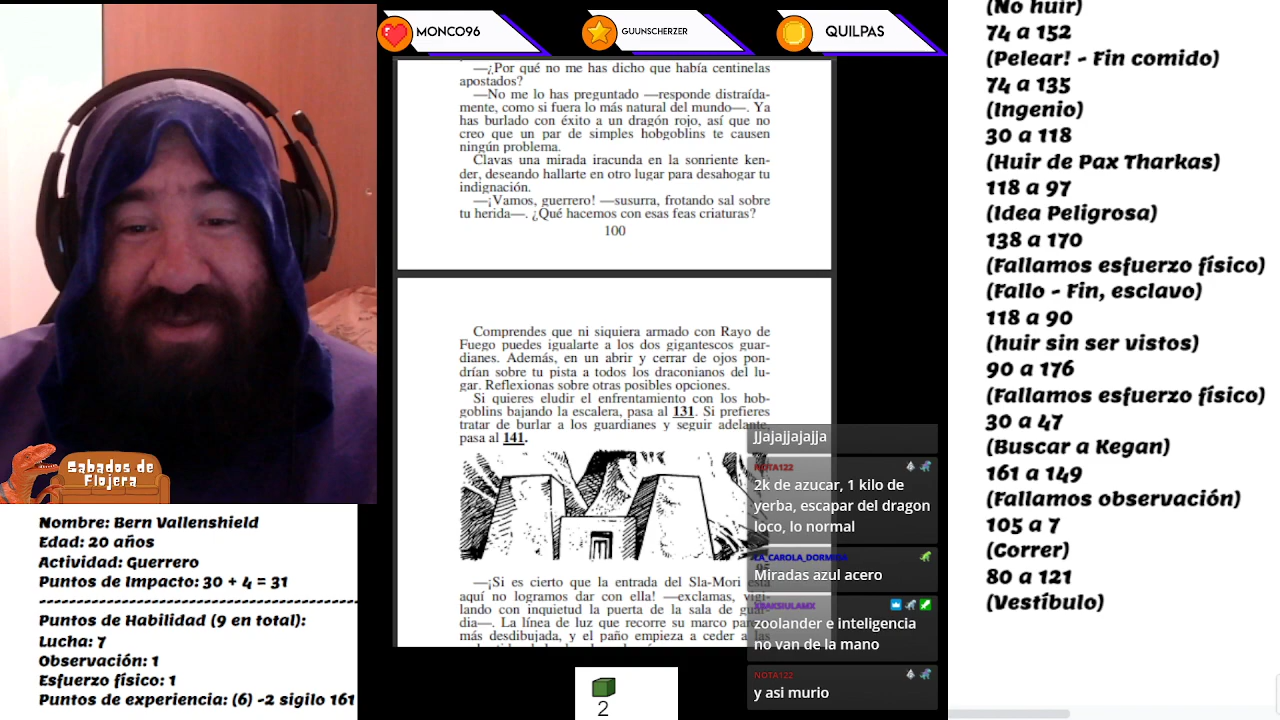 MONCO96
GUUNSCHERZER
QUILPAS
—¿Por qué no me has dicho que había centinelas
apostados?
—No me lo has preguntado —responde distraída-
mente, como si fuera lo más natural del mundo—. Ya
has burlado con éxito a un dragón rojo, así que no
creo que un par de simples hobgoblins te causen
ningún problema.
Clavas una mirada iracunda en la sonriente ken-
der, deseando hallarte en otro lugar para desahogar tu
indignación.
—¡Vamos, guerrero! —susurra, frotando sal sobre
tu herida—. ¿Qué hacemos con esas feas criaturas?
100
Comprendes que ni siquiera armado con Rayo de
Fuego puedes igualarte a los dos gigantescos guar-
dianes. Además, en un abrir y cerrar de ojos pon-
drían sobre tu pista a todos los draconianos del lu-
gar. Reflexionas sobre otras posibles opciones.
Si quieres eludir el enfrentamiento con los hob-
goblins bajando la escalera, pasa al 131. Si prefieres
tratar de burlar a los guardianes y seguir adelante,
pasa al 141.
—¡Si es cierto que la entrada del Sla-Mori está
aquí no logramos dar con ella! —exclamas, vigi-
lando con inquietud la puerta de la sala de guar-
dia—. La línea de luz que recorre su marco
más desdibujada, y el paño empieza a ceder a las
2
JJajajjajajja
NOTA122
2k de azucar, 1 kilo de
yerba, escapar del dragon
loco, lo normal
LA_CAROLA_DORMIDA
Miradas azul acero
zoolander e inteligencia
no van de la mano
NOTA122
y asi murio
Sabados de
Flojera
Nombre: Bern Vallenshield
Edad: 20 años
Actividad: Guerrero
Puntos de Impacto: 30 + 4 = 31
Puntos de Habilidad (9 en total):
Lucha: 7
Observación: 1
Esfuerzo físico: 1
Puntos de experiencia: (6) -2 sigilo 161
(No huir)
74 a 152
(Pelear! - Fin comido)
74 a 135
(Ingenio)
30 a 118
(Huir de Pax Tharkas)
118 a 97
(Idea Peligrosa)
138 a 170
(Fallamos esfuerzo físico)
(Fallo - Fin, esclavo)
118 a 90
(huir sin ser vistos)
90 a 176
(Fallamos esfuerzo físico)
30 a 47
(Buscar a Kegan)
161 a 149
(Fallamos observación)
105 a 7
(Correr)
80 a 121
(Vestíbulo)